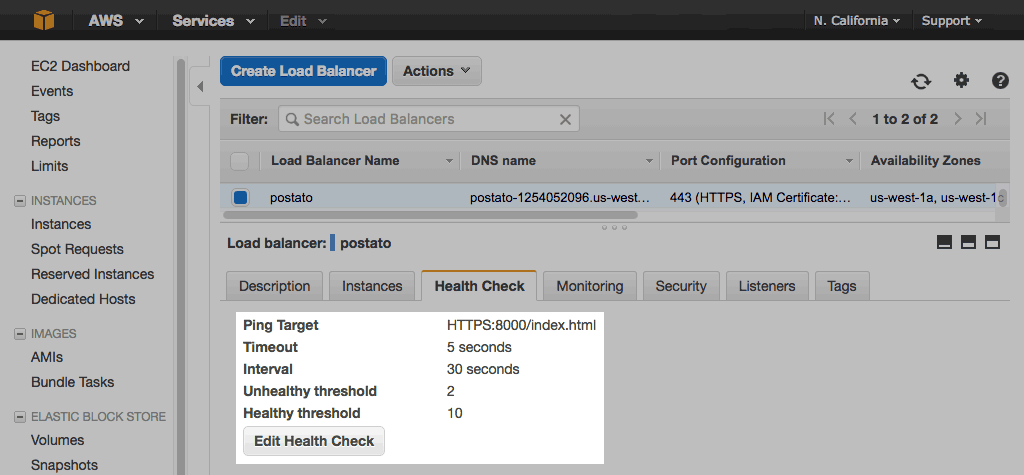 AWS Services Edit N. California Support
EC2 Dashboard
Events
Tags
Reports
Limits
INSTANCES
Instances
Spot Requests
Reserved Instances
Dedicated Hosts
IMAGES
AMIs
Bundle Tasks
ELASTIC BLOCK STORE
Volumes
Snapshots
Create Load Balancer Actions
Filter: Search Load Balancers 1 to 2 of 2
Load Balancer Name DNS name Port Configuration Availability Zones
postato postato-1254052096.us-west... 443 (HTTPS, IAM Certificate:... us-west-1a, us-west-1c
Load balancer: postato
Description Instances Health Check Monitoring Security Listeners Tags
Ping Target HTTPS:8000/index.html
Timeout 5 seconds
Interval 30 seconds
Unhealthy threshold 2
Healthy threshold 10
Edit Health Check